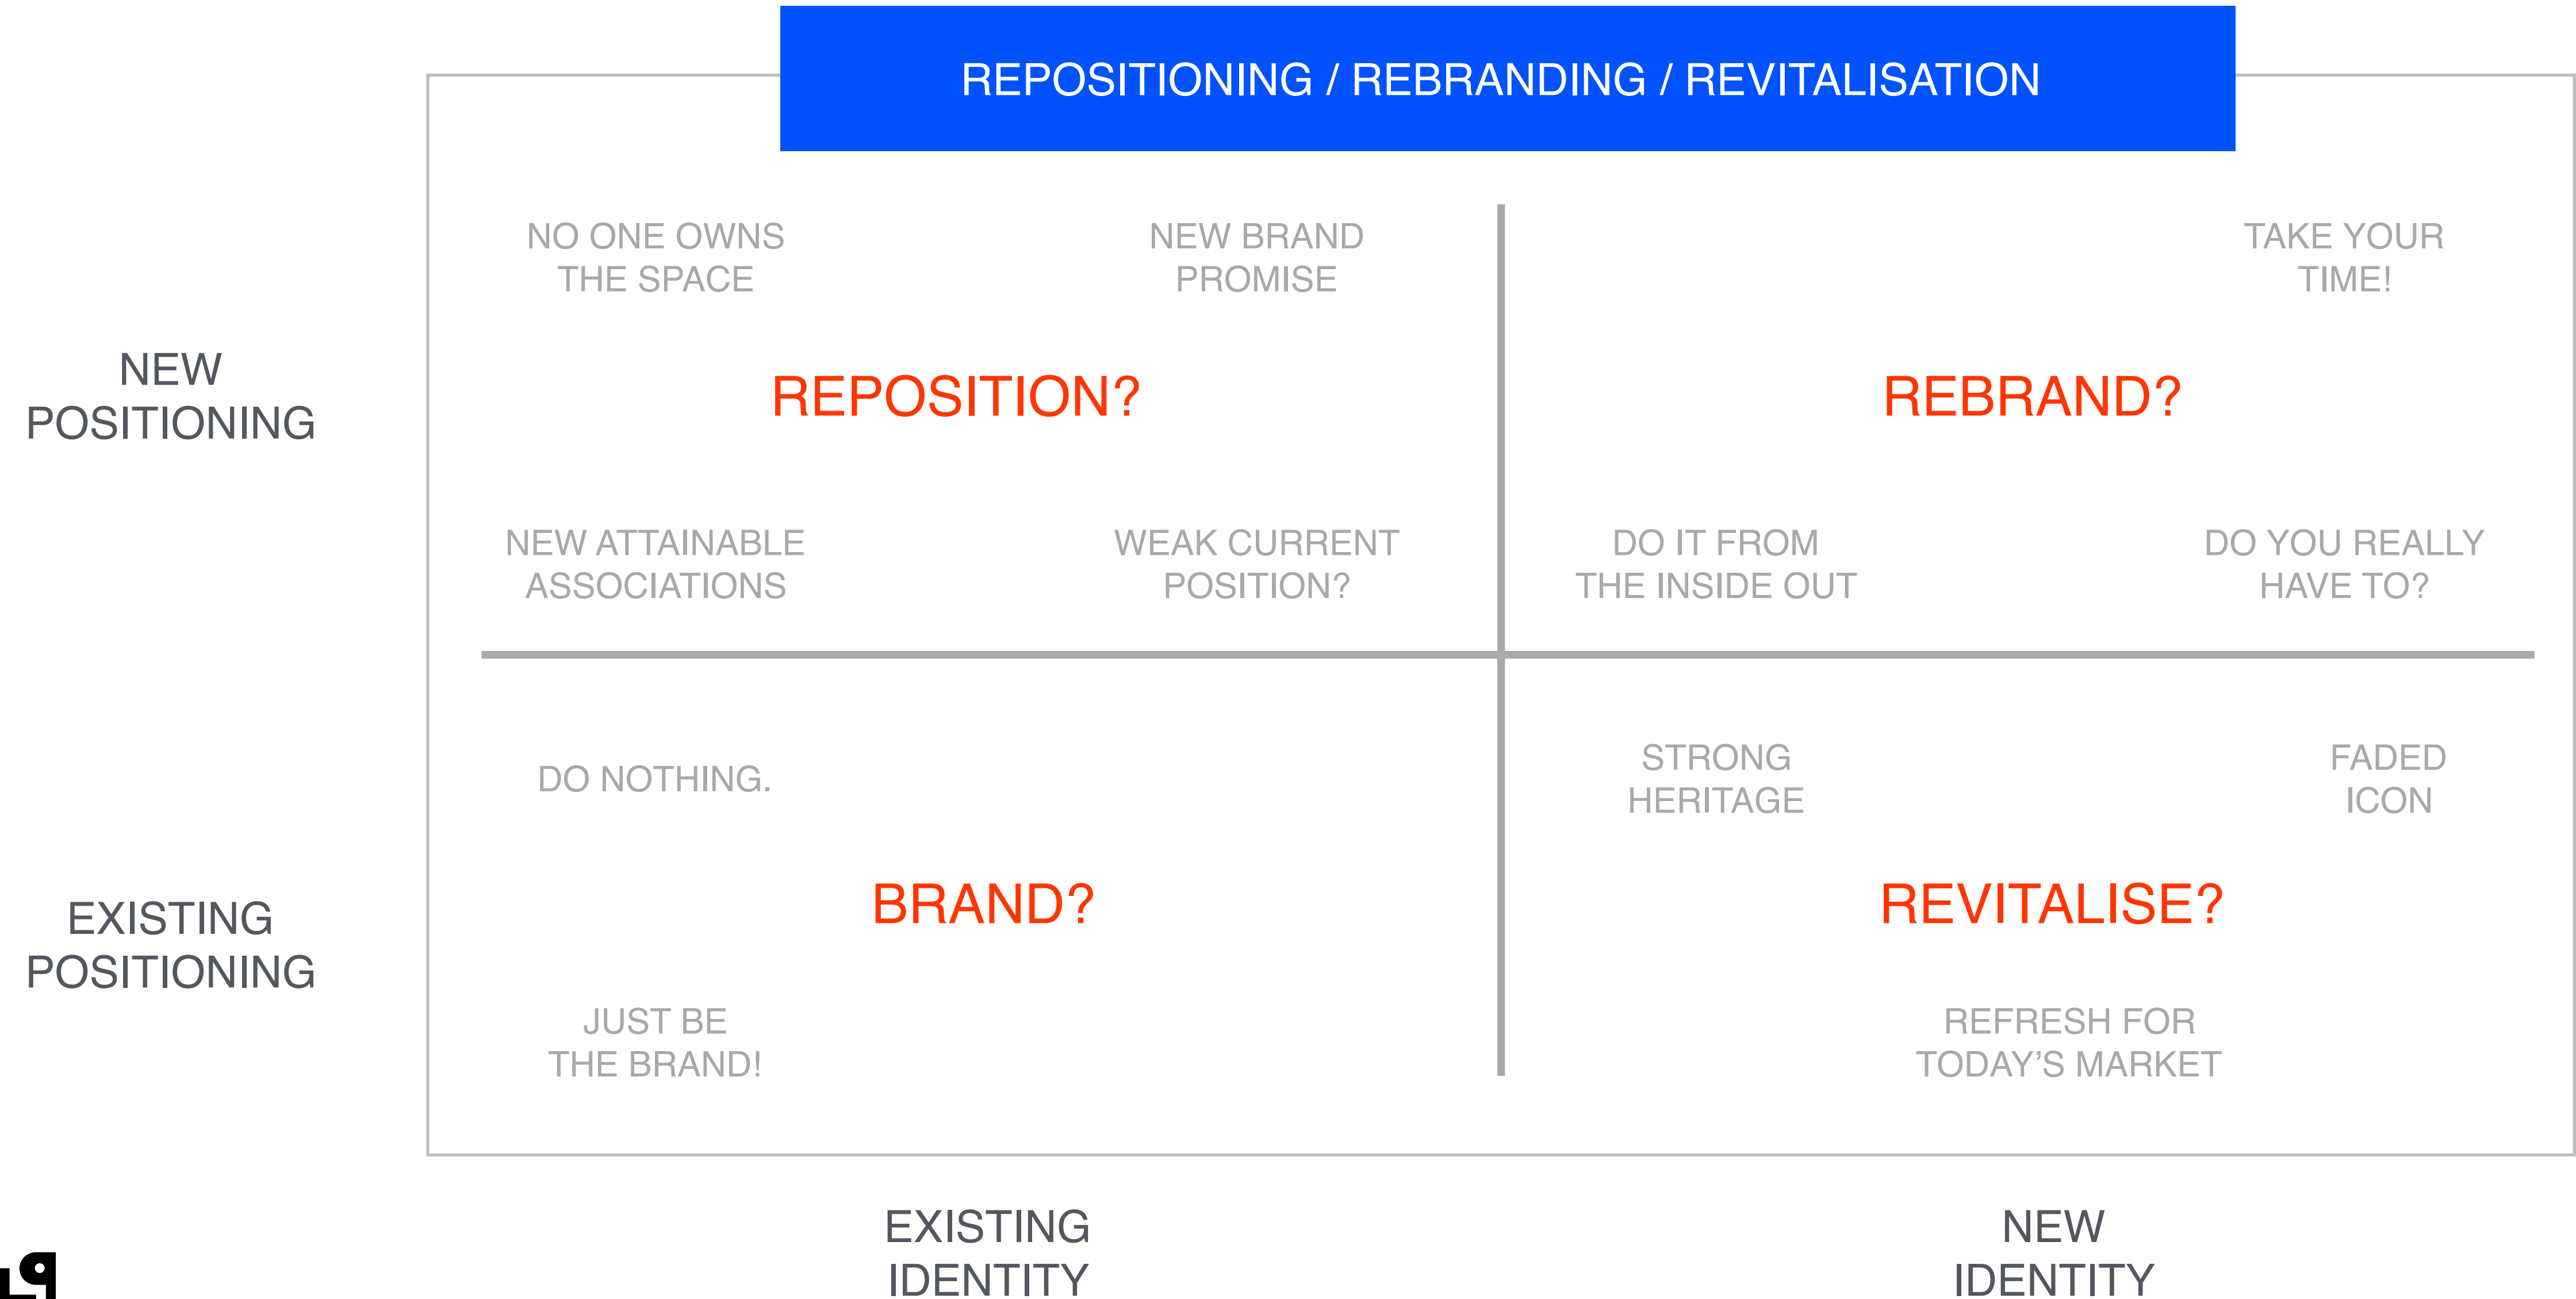 REPOSITIONING / REBRANDING / REVITALISATION
NO ONE OWNS
THE SPACE
NEW BRAND
PROMISE
TAKE YOUR
TIME!
NEW
POSITIONING
REPOSITION?
REBRAND?
NEW ATTAINABLE
ASSOCIATIONS
WEAK CURRENT
POSITION?
DO IT FROM
THE INSIDE OUT
DO YOU REALLY
HAVE TO?
DO NOTHING.
STRONG
HERITAGE
FADED
ICON
EXISTING
POSITIONING
BRAND?
REVITALISE?
JUST BE
THE BRAND!
REFRESH FOR
TODAY’S MARKET
EXISTING
IDENTITY
NEW
IDENTITY